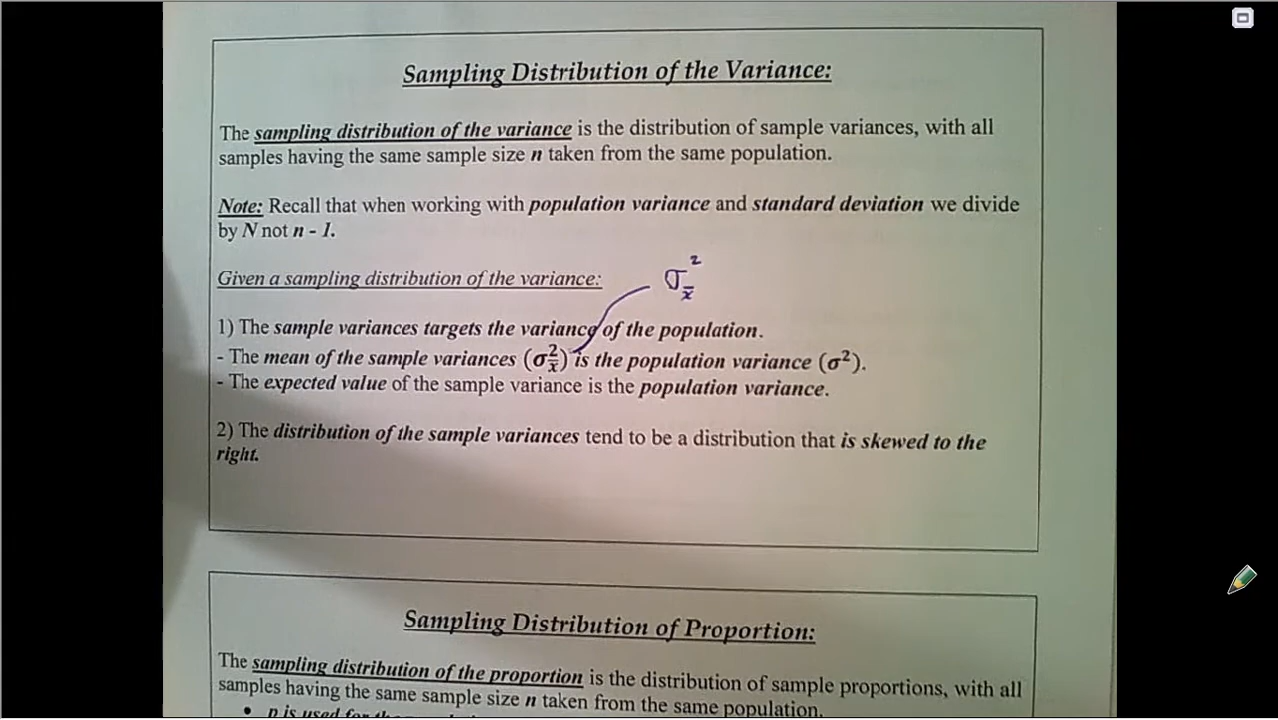 Sampling Distribution of the Variance:
The sampling distribution of the variance is the distribution of sample variances, with all
samples having the same sample size n taken from the same population.
Note: Recall that when working with population variance and standard deviation we divide
by N not n - 1.
σ²x̄
Given a sampling distribution of the variance:
1) The sample variances targets the variance of the population.
- The mean of the sample variances (σ²x̄) is the population variance (σ²).
- The expected value of the sample variance is the population variance.
2) The distribution of the sample variances tend to be a distribution that is skewed to the
right.
Sampling Distribution of Proportion:
The sampling distribution of the proportion is the distribution of sample proportions, with all
samples having the same sample size n taken from the same population.
• p is used for the